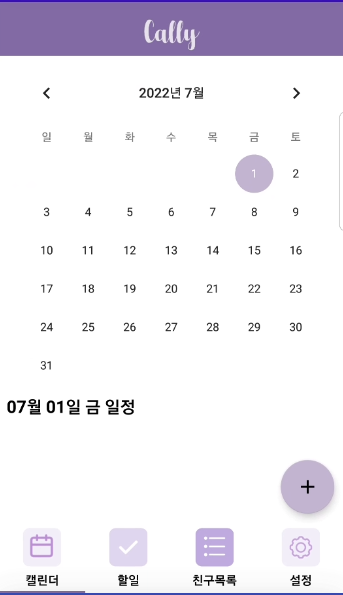 Cally
2022년 7월
일 월 화 수 목 금 토
1 2
3 4 5 6 7 8 9
10 11 12 13 14 15 16
17 18 19 20 21 22 23
24 25 26 27 28 29 30
31
07월 01일 금 일정
+
캘린더 할일 친구목록 설정